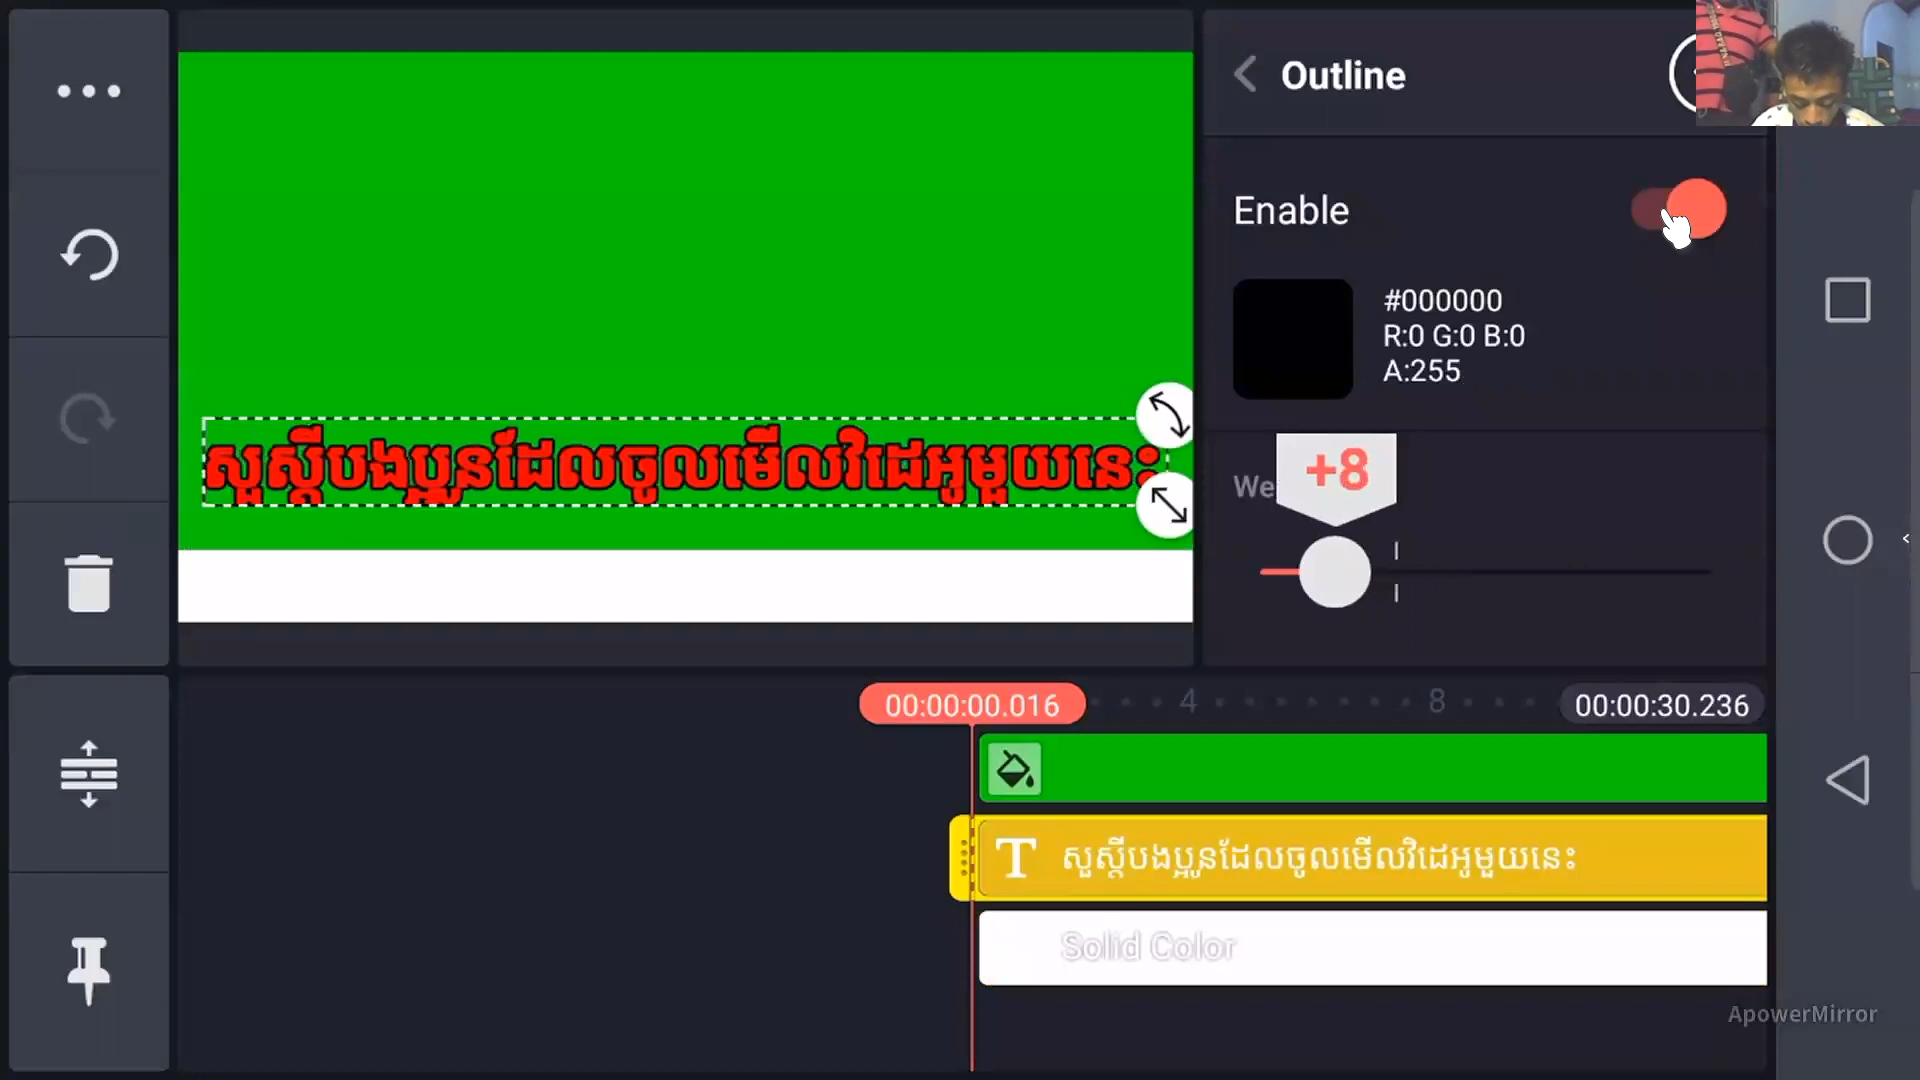 Outline
Enable
#000000
R:0 G:0 B:0
A:255
សួស្តីបងប្អូនដែលចូលមើលវិដេអូមួយនេះ
We
+8
00:00:00.016
4
8
00:00:30.236
T សួស្តីបងប្អូនដែលចូលមើលវិដេអូមួយនេះ
Solid Color
ApowerMirror